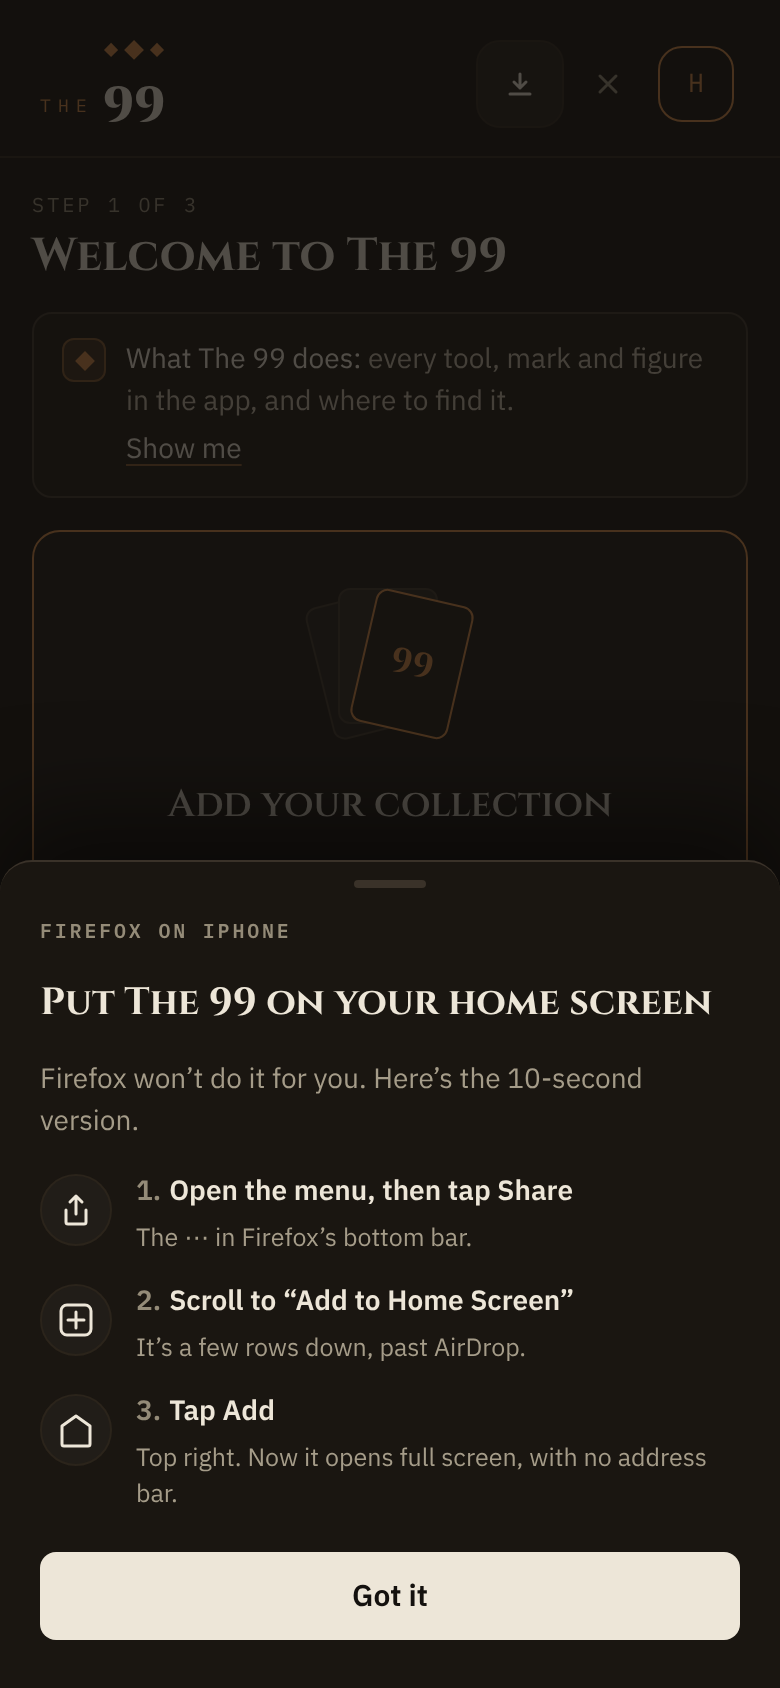 THE 99
H
STEP 1 OF 3
Welcome to The 99
What The 99 does: every tool, mark and figure
in the app, and where to find it.
Show me
99
Add your collection
FIREFOX ON IPHONE
Put The 99 on your home screen
Firefox won’t do it for you. Here’s the 10-second
version.
1. Open the menu, then tap Share
The ··· in Firefox’s bottom bar.
2. Scroll to “Add to Home Screen”
It’s a few rows down, past AirDrop.
3. Tap Add
Top right. Now it opens full screen, with no address
bar.
Got it